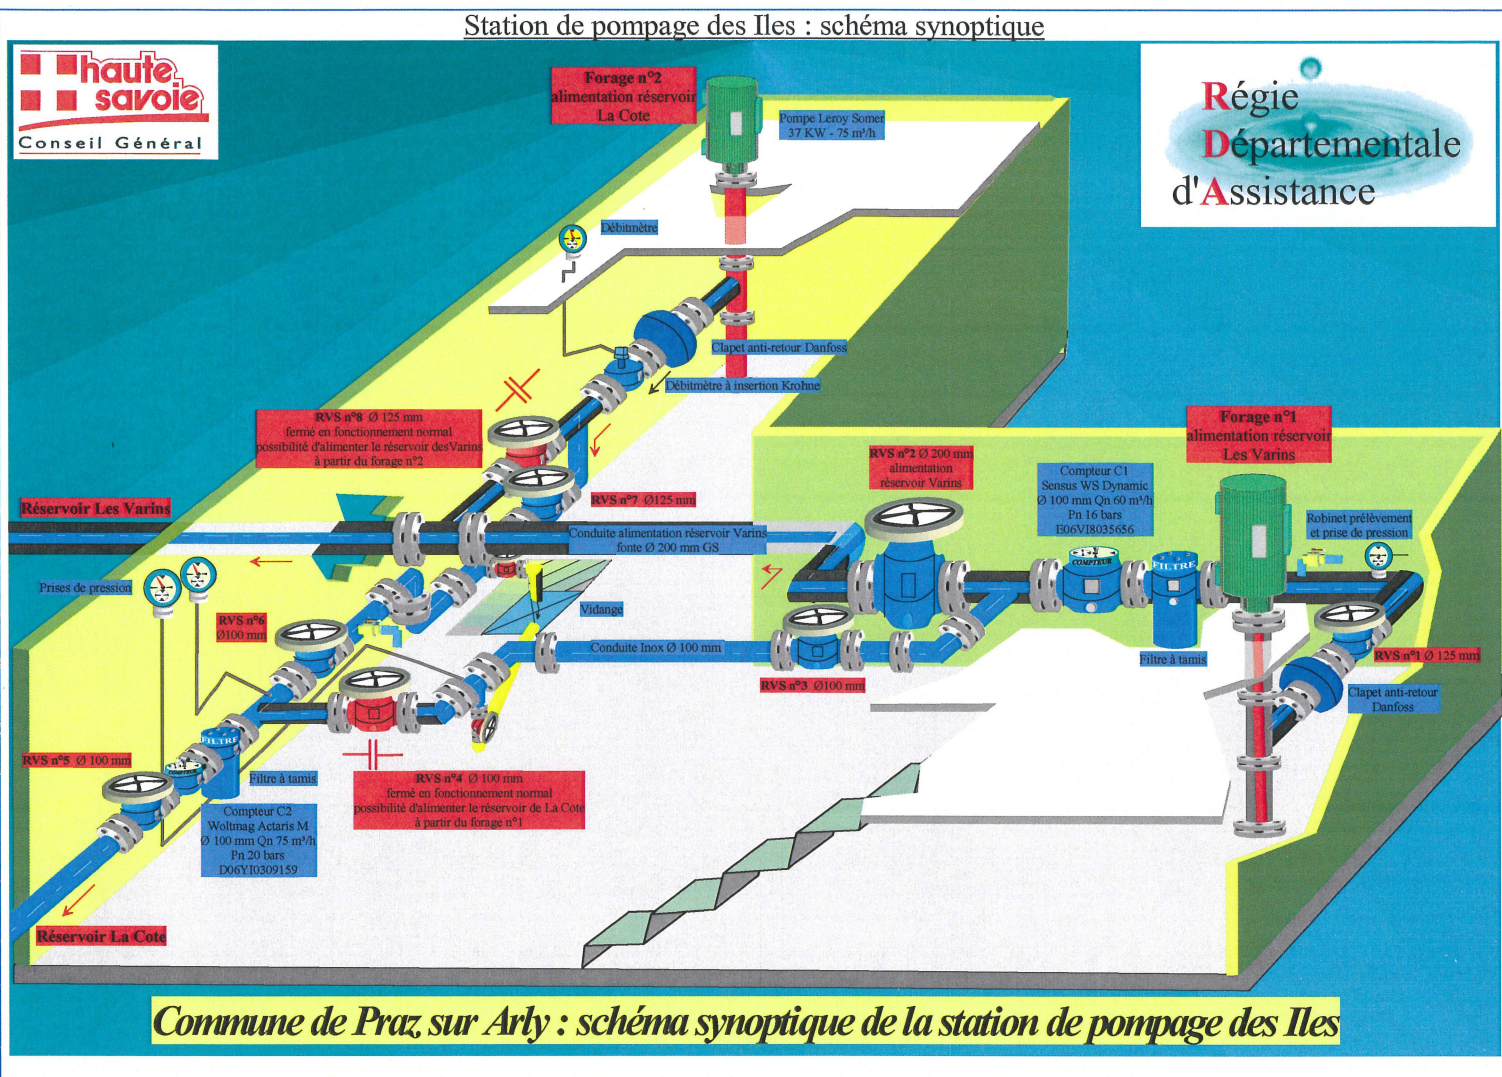 Station de pompage des Iles : schéma synoptique
haute
savoie
Conseil Général
Régie
Départementale
d'Assistance
Forage n°2
alimentation réservoir
La Cote
Pompe Leroy Somer
37 KW - 75 m³/h
Débitmètre
Clapet anti-retour Danfoss
Débitmètre à insertion Krohne
RVS n°8 Ø 125 mm
fermé en fonctionnement normal
possibilité d'alimenter le réservoir des Varins
à partir du forage n°2
RVS n°7 Ø125 mm
Réservoir Les Varins
Conduite alimentation réservoir Varins
fonte Ø 200 mm GS
RVS n°2 Ø 200 mm
alimentation
réservoir Varins
Compteur C1
Sensus WS Dynamic
Ø 100 mm Qn 60 m³/h
Pn 16 bars
E06VI8035656
Forage n°1
alimentation réservoir
Les Varins
Robinet prélèvement
et prise de pression
COMPTEUR
FILTRE
Prises de pression
RVS n°6
Ø100 mm
Vidange
Conduite Inox Ø 100 mm
RVS n°3 Ø100 mm
Filtre à tamis
RVS n°1 Ø 125 mm
Clapet anti-retour
Danfoss
RVS n°5 Ø 100 mm
FILTRE
COMPTEUR
Filtre à tamis
RVS n°4 Ø 100 mm
fermé en fonctionnement normal
possibilité d'alimenter le réservoir de La Cote
à partir du forage n°1
Compteur C2
Woltmag Actaris M
Ø 100 mm Qn 75 m³/h
Pn 20 bars
D06YI0309159
Réservoir La Cote
Commune de Praz sur Arly : schéma synoptique de la station de pompage des Iles